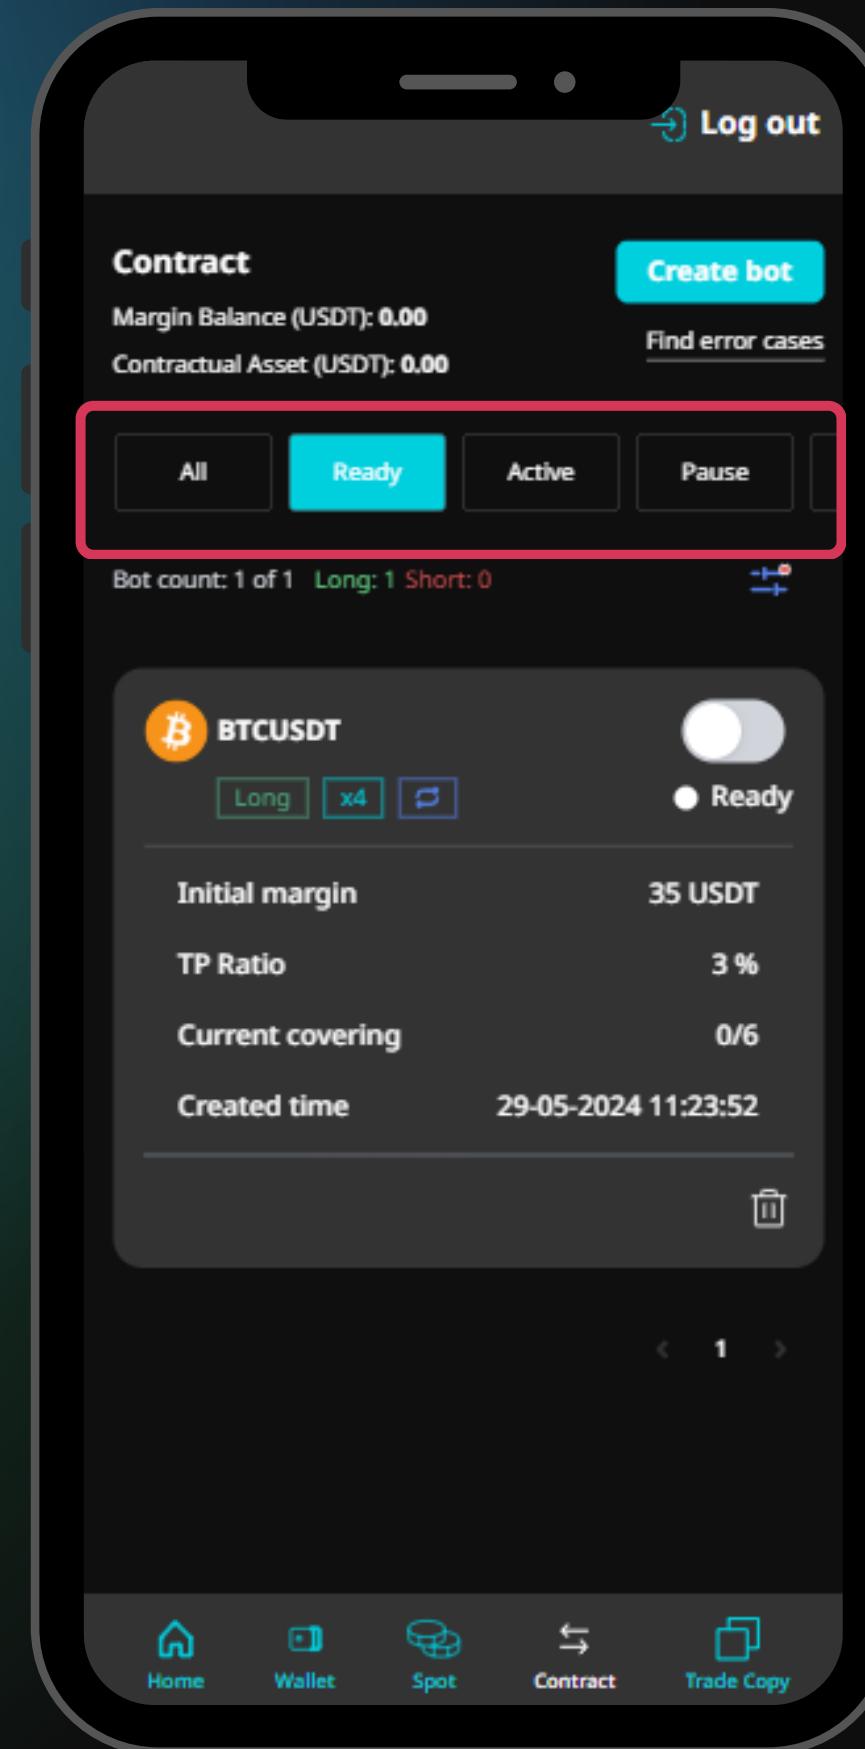 Log out
Contract
Create bot
Margin Balance (USDT): 0.00
Find error cases
Contractual Asset (USDT): 0.00
All Ready Active Pause
Bot count: 1 of 1 Long: 1 Short: 0
BTCUSDT
Long x4 Ready
Initial margin 35 USDT
TP Ratio 3 %
Current covering 0/6
Created time 29-05-2024 11:23:52
< 1 >
Home Wallet Spot Contract Trade Copy